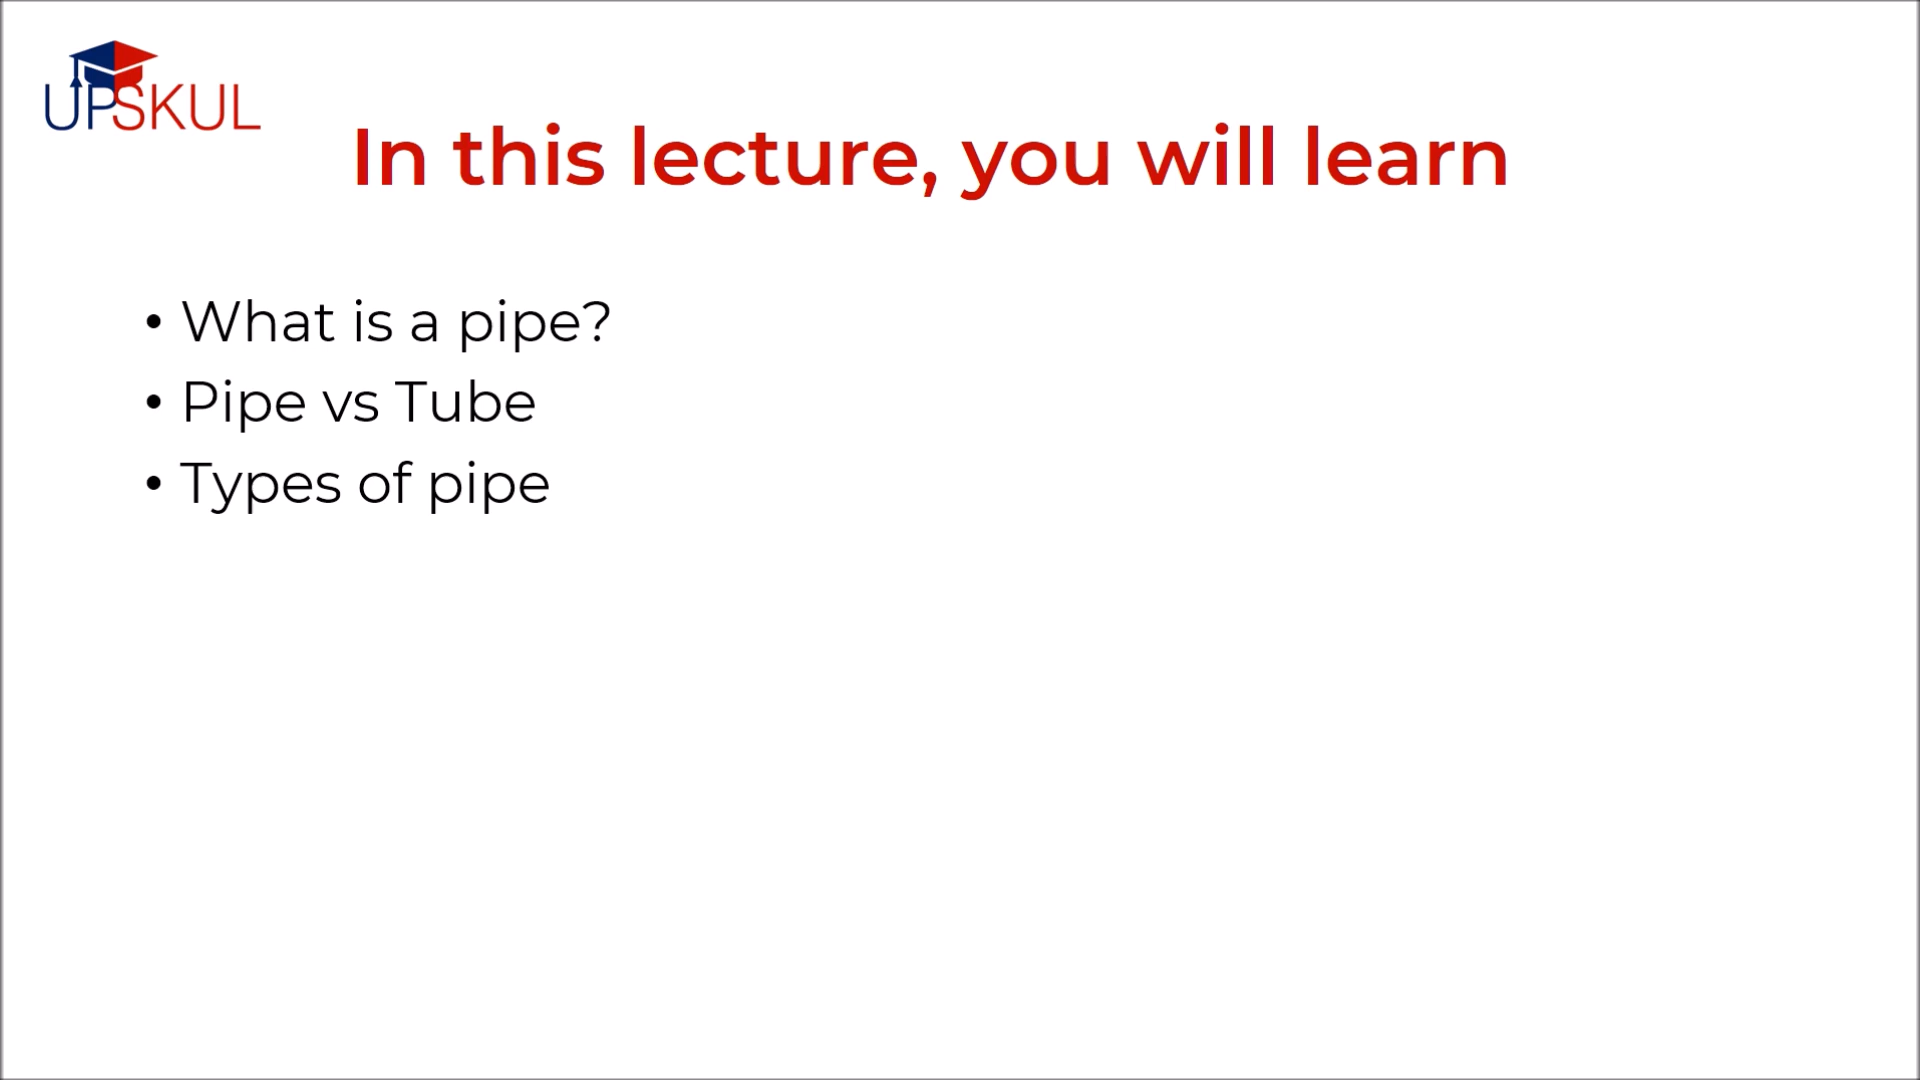 UPSKUL
In this lecture, you will learn
• What is a pipe?
• Pipe vs Tube
• Types of pipe